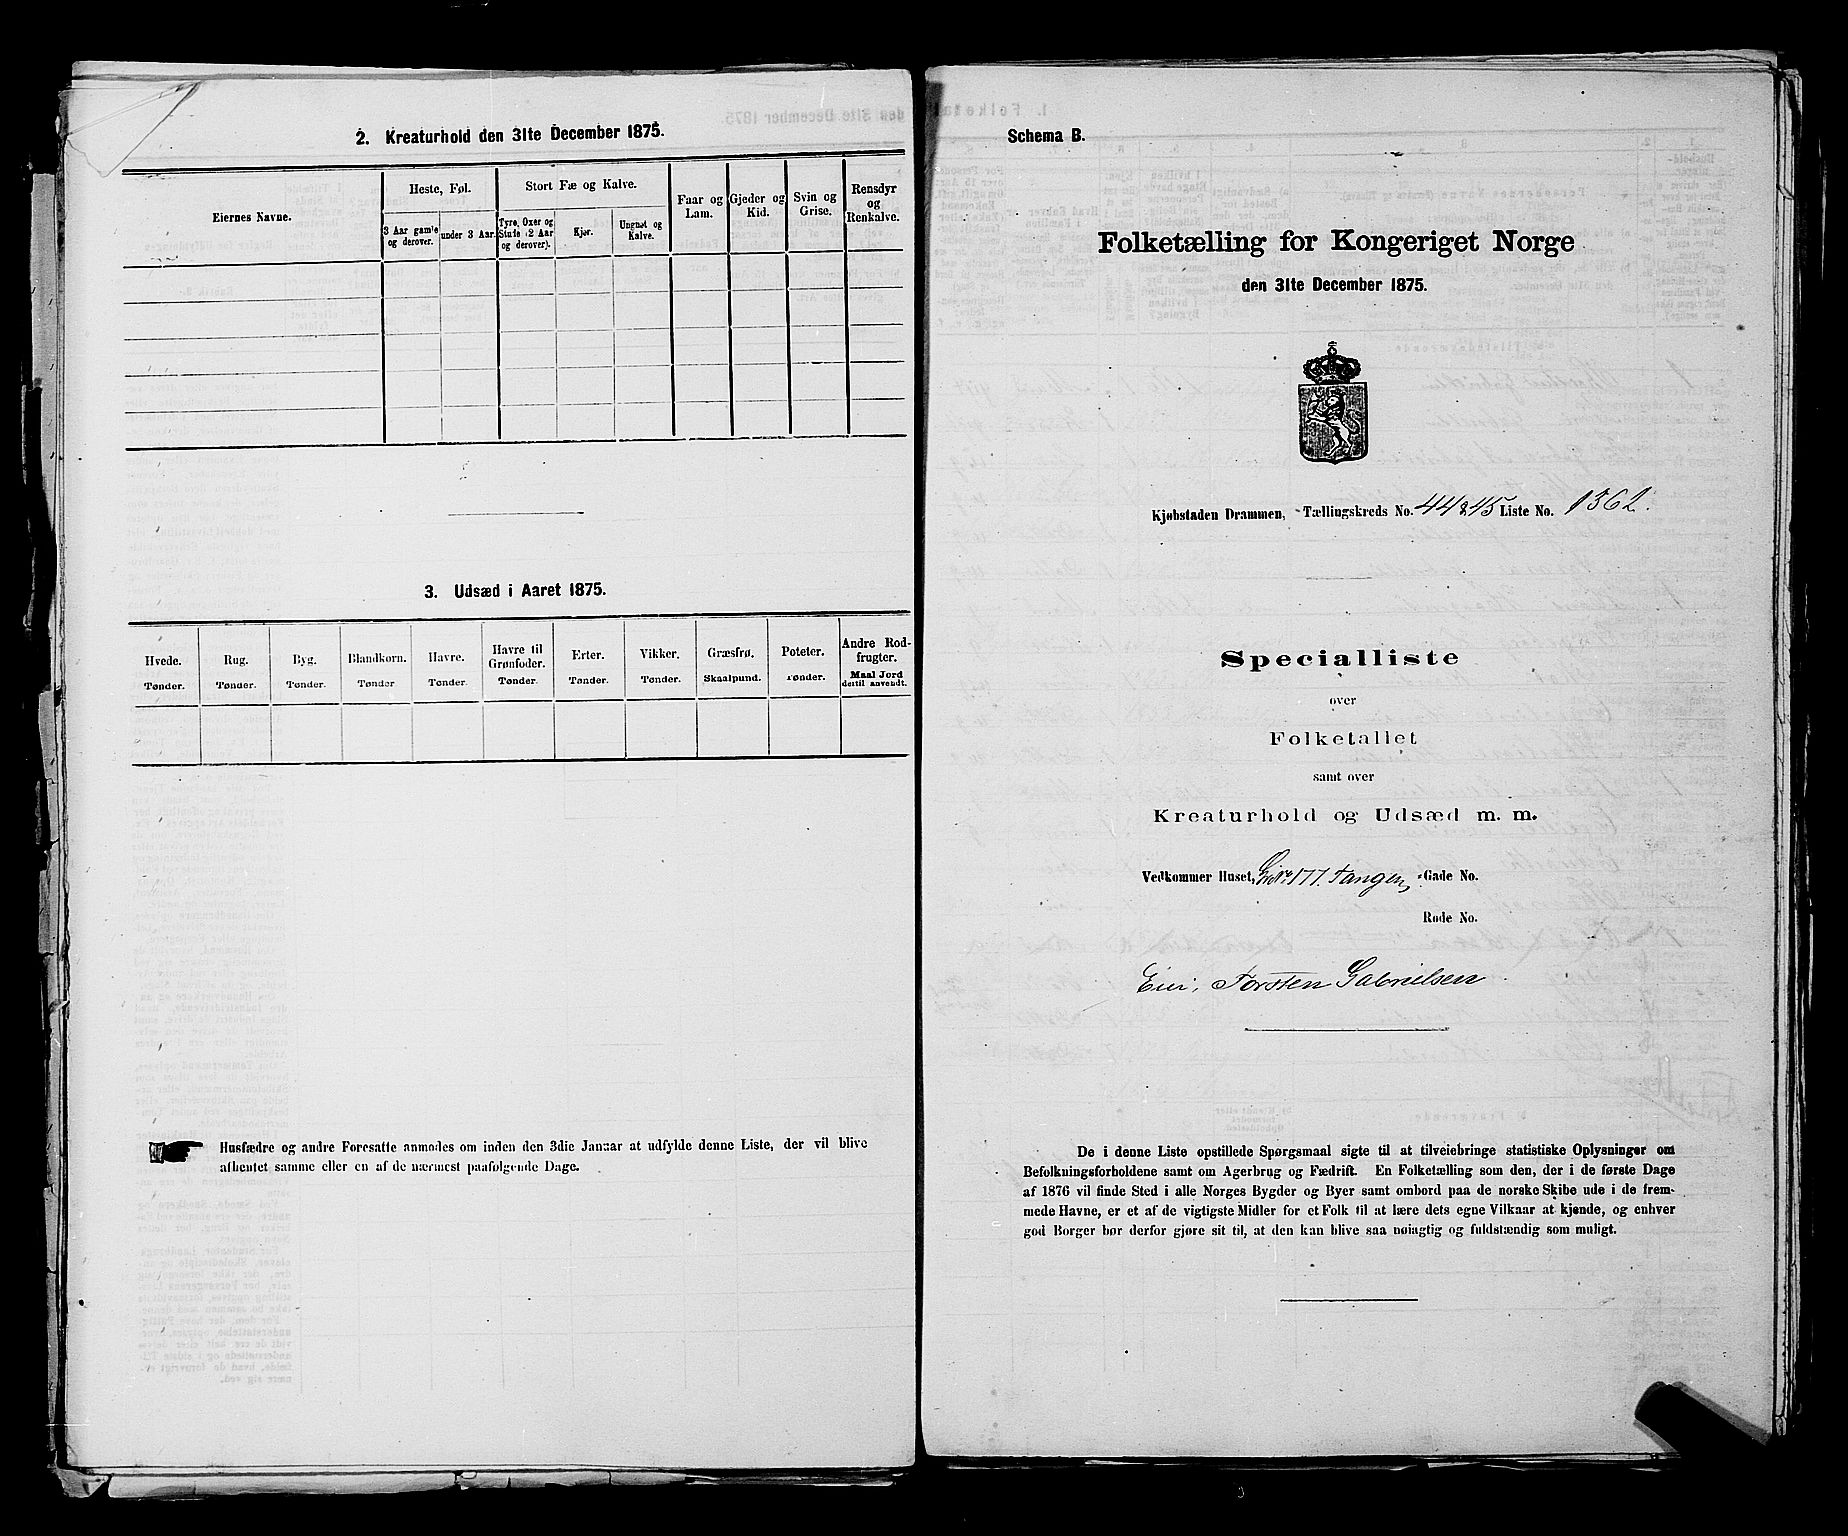 2. Kreaturhold den 31te December 1875.
Eiernes Navne.
Heste, Føl.
3 Aar gamle og derover.
under 3 Aar.
Stort Fæ og Kalve.
Tyre, Oxer og Stude (2 Aar og derover).
Kjør.
Ungnøt og Kalve.
Faar og Lam.
Gjeder og Kid.
Svin og Grise.
Rensdyr og Renkalve.
3. Udsæd i Aaret 1875.
Hvede. Tønder.
Rug. Tønder.
Byg. Tønder.
Blandkorn. Tønder
Havre. Tønder.
Havre til Grønfoder. Tønder.
Erter. Tønder.
Vikker. Tønder.
Græsfrø. Skaalpund.
Poteter. Tønder.
Andre Rodfrugter. Maal Jord dertil anvendt.
Husfædre og andre Foresatte anmodes om inden den 3die Januar at udfylde denne Liste, der vil blive
afhentet samme eller en af de nærmest paafølgende Dage.
Schema B.
Folketælling for Kongeriget Norge
den 31te December 1875.
Kjøbstaden Drammen, Tællingskreds No. 44 & 45 Liste No. 1362.
Specialliste
over
Folketallet
samt over
Kreaturhold og Udsæd m. m.
Vedkommer Huset, Gr. No. 177. Tangen, Gade No.
Rode No.
Eier, Torsten Gabrielsen
De i denne Liste opstillede Spørgsmaal sigte til at tilveiebringe statistiske Oplysninger om
Befolkningsforholdene samt om Agerbrug og Fædrift. En Folketælling som den, der i de første Dage
af 1876 vil finde Sted i alle Norges Bygder og Byer samt ombord paa de norske Skibe ude i de frem-
mede Havne, er et af de vigtigste Midler for et Folk til at lære dets egne Vilkaar at kjende, og enhver
god Borger bør derfor gjøre sit til, at den kan blive saa nøiagtig og fuldstændig som muligt.